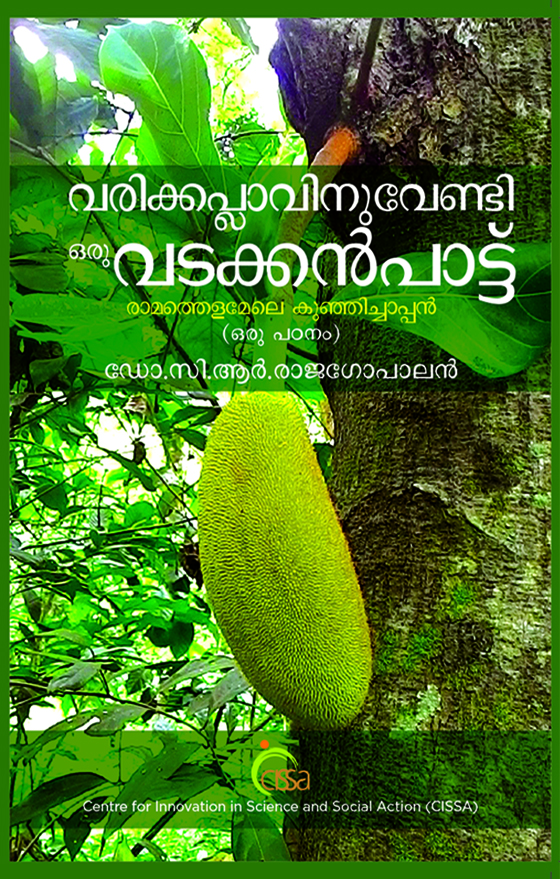 വരിക്കപ്ലാവിനുവേണ്ടി
ഒരു വടക്കൻപാട്ട്
രാമത്തെളമേലെ കുഞ്ഞിച്ചാപ്പൻ
(ഒരു പഠനം)
ഡോ.സി.ആർ.രാജഗോപാലൻ
cissa
Centre for Innovation in Science and Social Action (CISSA)